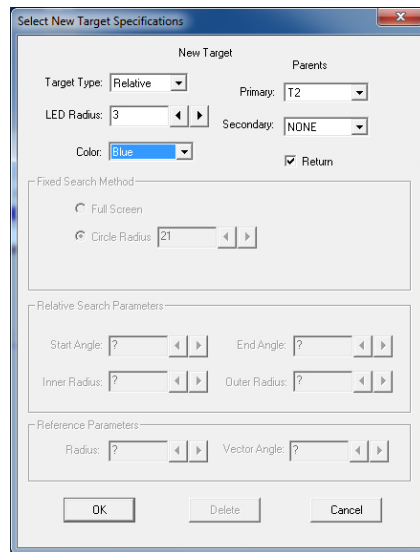 Select New Target Specifications
New Target
Parents
Target Type: Relative
Primary: T2
LED Radius: 3
Secondary: NONE
Color: Blue
Return
Fixed Search Method
Full Screen
Circle Radius 21
Relative Search Parameters
Start Angle: ? End Angle: ?
Inner Radius: ? Outer Radius: ?
Reference Parameters
Radius: ? Vector Angle: ?
OK Delete Cancel